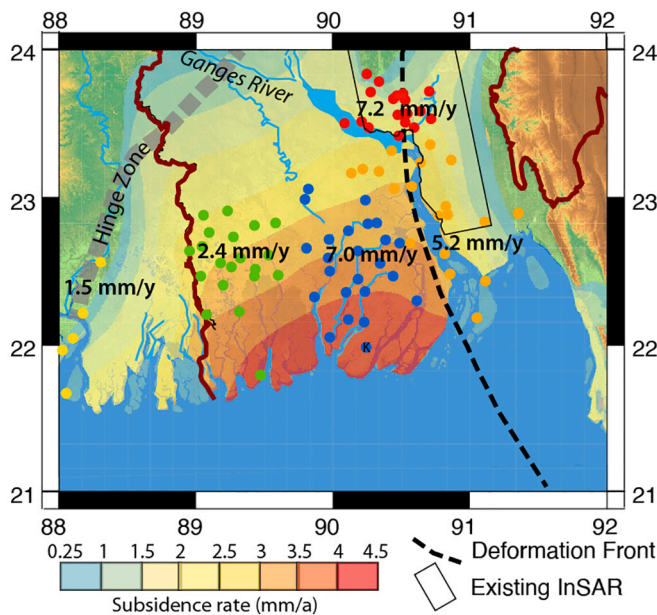 88 89 90 91 92
24 24
Ganges River
7.2 mm/y
Hinge Zone
23 23
2.4 mm/y 7.0 mm/y 5.2 mm/y
1.5 mm/y
22 22
K
21 21
88 89 90 91 92
0.25 1 1.5 2 2.5 3 3.5 4 4.5
Subsidence rate (mm/a)
Deformation Front
Existing InSAR